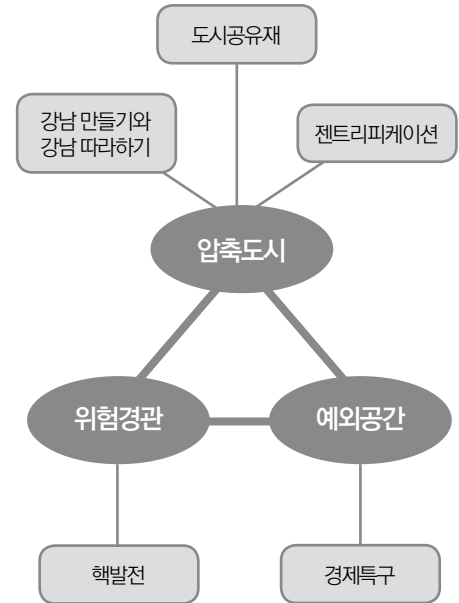 도시공유재
강남 만들기와
강남 따라하기
젠트리피케이션
압축도시
위험경관
예외공간
핵발전
경제특구